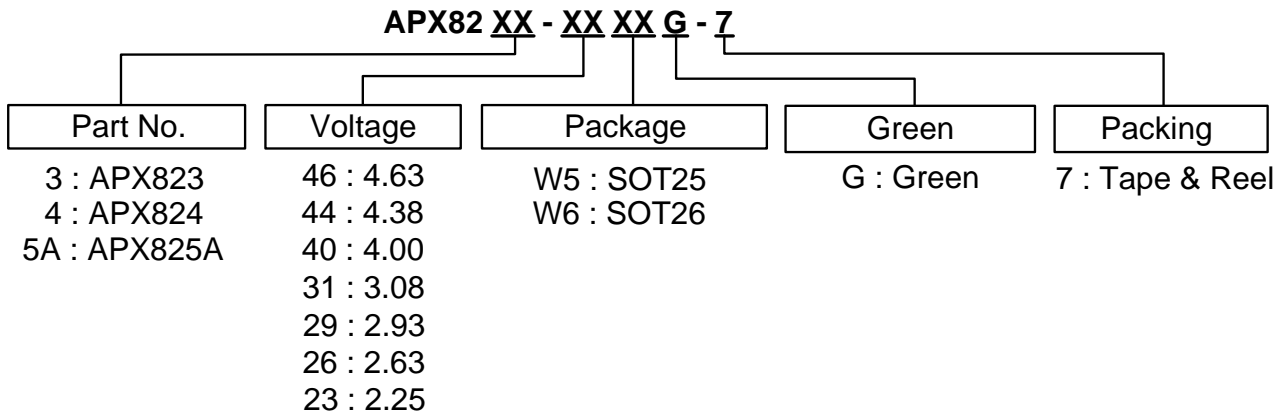 APX82 XX - XX XX G - 7
Part No. Voltage Package Green Packing
3 : APX823 46 : 4.63 W5 : SOT25 G : Green 7 : Tape & Reel
4 : APX824 44 : 4.38 W6 : SOT26
5A : APX825A 40 : 4.00
31 : 3.08
29 : 2.93
26 : 2.63
23 : 2.25